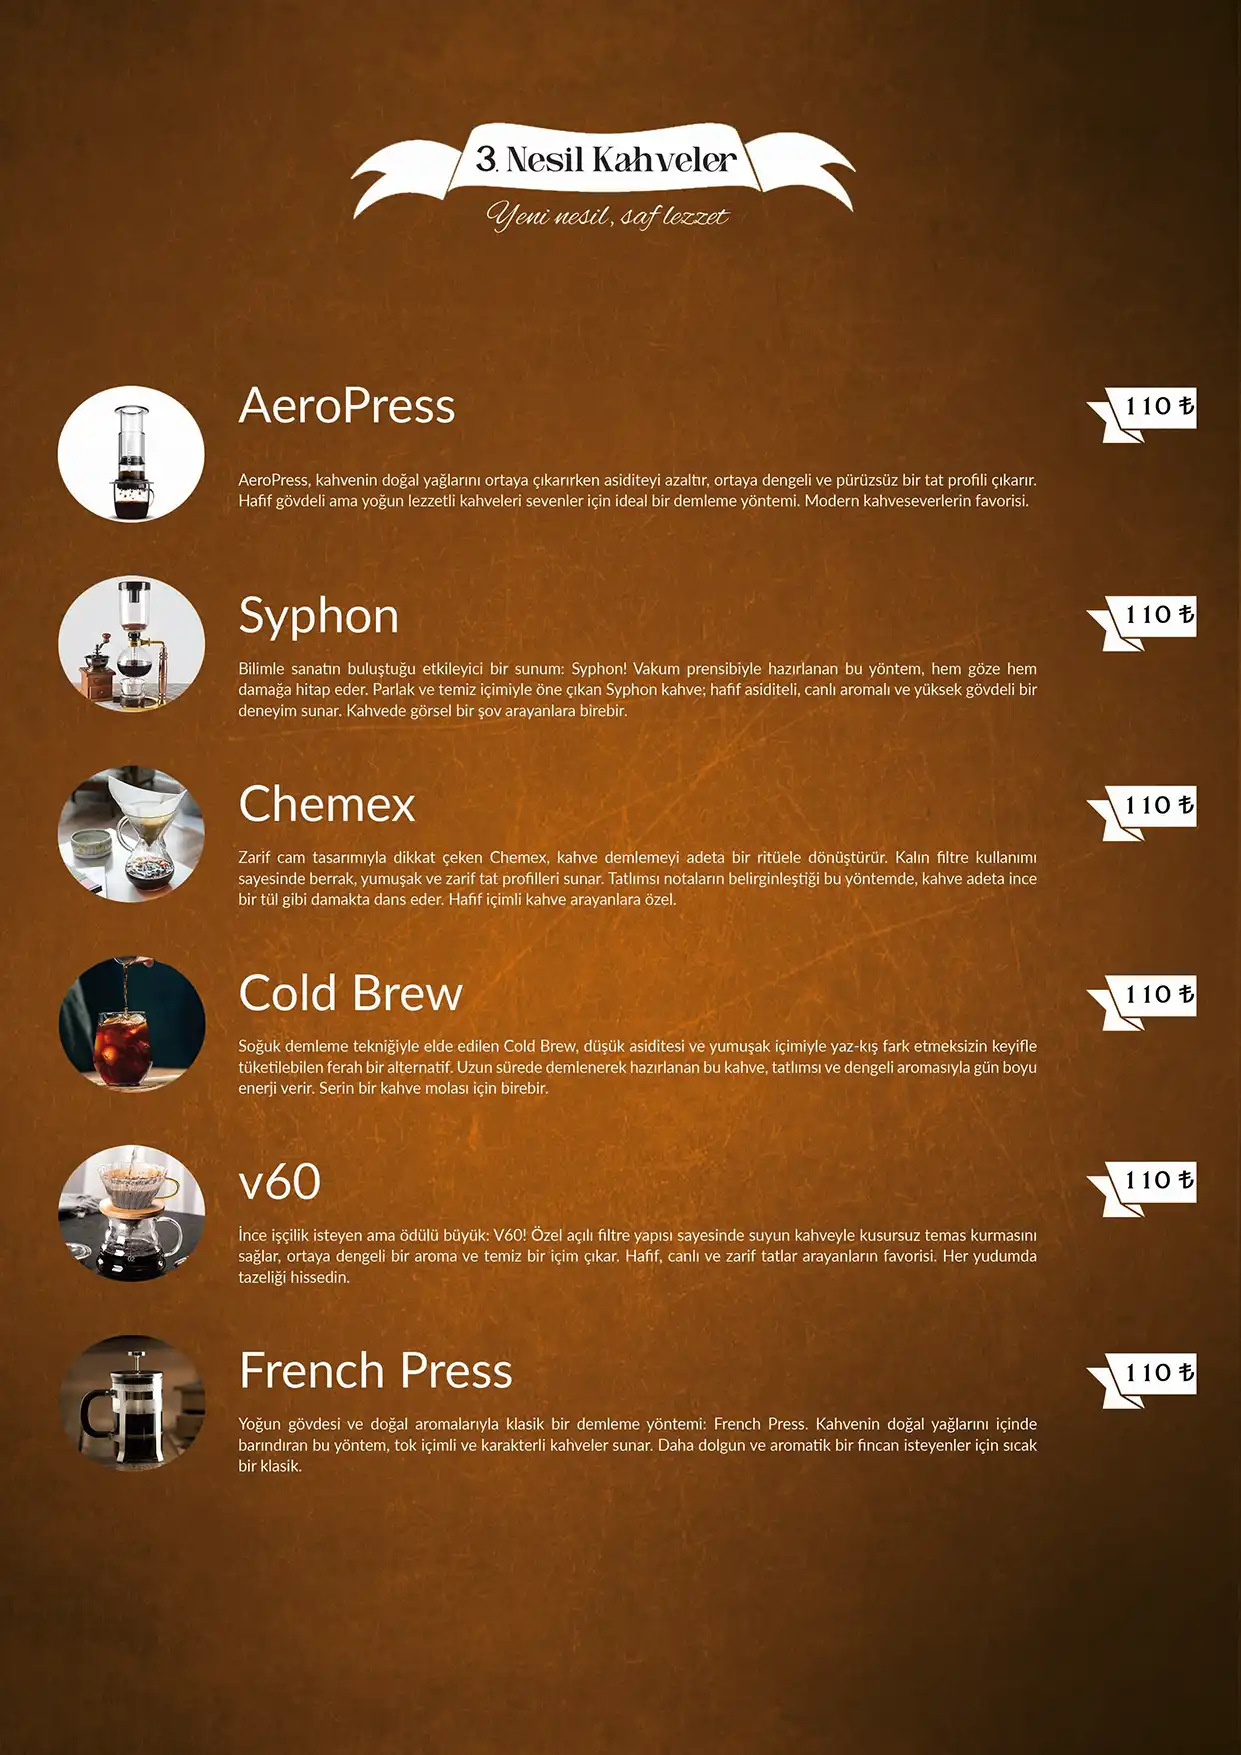 3. Nesil Kahveler
Yeni nesil, saf lezzet
AeroPress
110 ₺
AeroPress, kahvenin doğal yağlarını ortaya çıkarırken asiditeyi azaltır, ortaya dengeli ve pürüzsüz bir tat profili çıkarır.
Hafif gövdeli ama yoğun lezzetli kahveleri sevenler için ideal bir demleme yöntemi. Modern kahveseverlerin favorisi.
Syphon
110 ₺
Bilimle sanatın buluştuğu etkileyici bir sunum: Syphon! Vakum prensibiyle hazırlanan bu yöntem, hem göze hem
damağa hitap eder. Parlak ve temiz içimiyle öne çıkan Syphon kahve; hafif asiditeli, canlı aromalı ve yüksek gövdeli bir
deneyim sunar. Kahvede görsel bir şov arayanlara birebir.
Chemex
110 ₺
Zarif cam tasarımıyla dikkat çeken Chemex, kahve demlemeyi adeta bir ritüele dönüştürür. Kalın filtre kullanımı
sayesinde berrak, yumuşak ve zarif tat profilleri sunar. Tatlımsı notaların belirginleştiği bu yöntemde, kahve adeta ince
bir tül gibi damakta dans eder. Hafif içimli kahve arayanlara özel.
Cold Brew
110 ₺
Soğuk demleme tekniğiyle elde edilen Cold Brew, düşük asiditesi ve yumuşak içimiyle yaz-kış fark etmeksizin keyifle
tüketilebilen ferah bir alternatif. Uzun sürede demlenerek hazırlanan bu kahve, tatlımsı ve dengeli aromasıyla gün boyu
enerji verir. Serin bir kahve molası için birebir.
v60
110 ₺
İnce işçilik isteyen ama ödülü büyük: V60! Özel açılı filtre yapısı sayesinde suyun kahveyle kusursuz temas kurmasını
sağlar, ortaya dengeli bir aroma ve temiz bir içim çıkar. Hafif, canlı ve zarif tatlar arayanların favorisi. Her yudumda
tazeliği hissedin.
French Press
110 ₺
Yoğun gövdesi ve doğal aromalarıyla klasik bir demleme yöntemi: French Press. Kahvenin doğal yağlarını içinde
barındıran bu yöntem, tok içimli ve karakterli kahveler sunar. Daha dolgun ve aromatik bir fincan isteyenler için sıcak
bir klasik.